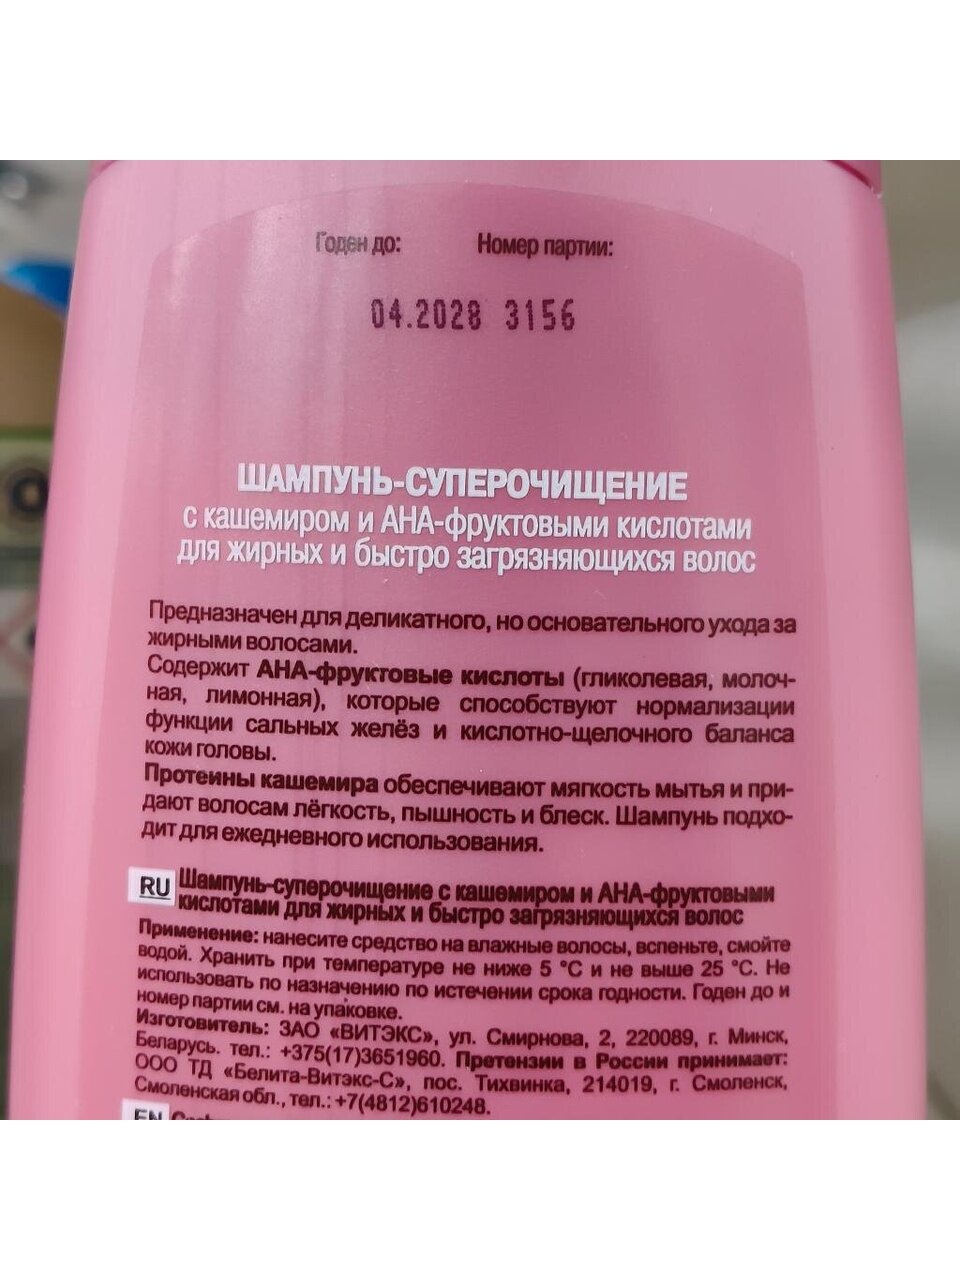 Годен до: Номер партии:
04.2028 3156
ШАМПУНЬ-СУПЕРОЧИЩЕНИЕ
с кашемиром и АНА-фруктовыми кислотами
для жирных и быстро загрязняющихся волос
Предназначен для деликатного, но основательного ухода за
жирными волосами.
Содержит АНА-фруктовые кислоты (гликолевая, молоч-
ная, лимонная), которые способствуют нормализации
функции сальных желёз и кислотно-щелочного баланса
кожи головы.
Протеины кашемира обеспечивают мягкость мытья и при-
дают волосам лёгкость, пышность и блеск. Шампунь подхо-
дит для ежедневного использования.
RU Шампунь-суперочищение с кашемиром и АНА-фруктовыми
кислотами для жирных и быстро загрязняющихся волос
Применение: нанесите средство на влажные волосы, вспеньте, смойте
водой. Хранить при температуре не ниже 5 °С и не выше 25 °С. Не
использовать по назначению по истечении срока годности. Годен до и
номер партии см. на упаковке.
Изготовитель: ЗАО «ВИТЭКС», ул. Смирнова, 2, 220089, г. Минск,
Беларусь. тел.: +375(17)3651960. Претензии в России принимает:
ООО ТД «Белита-Витэкс-С», пос. Тихвинка, 214019, г. Смоленск,
Смоленская обл., тел.: +7(4812)610248.
EN